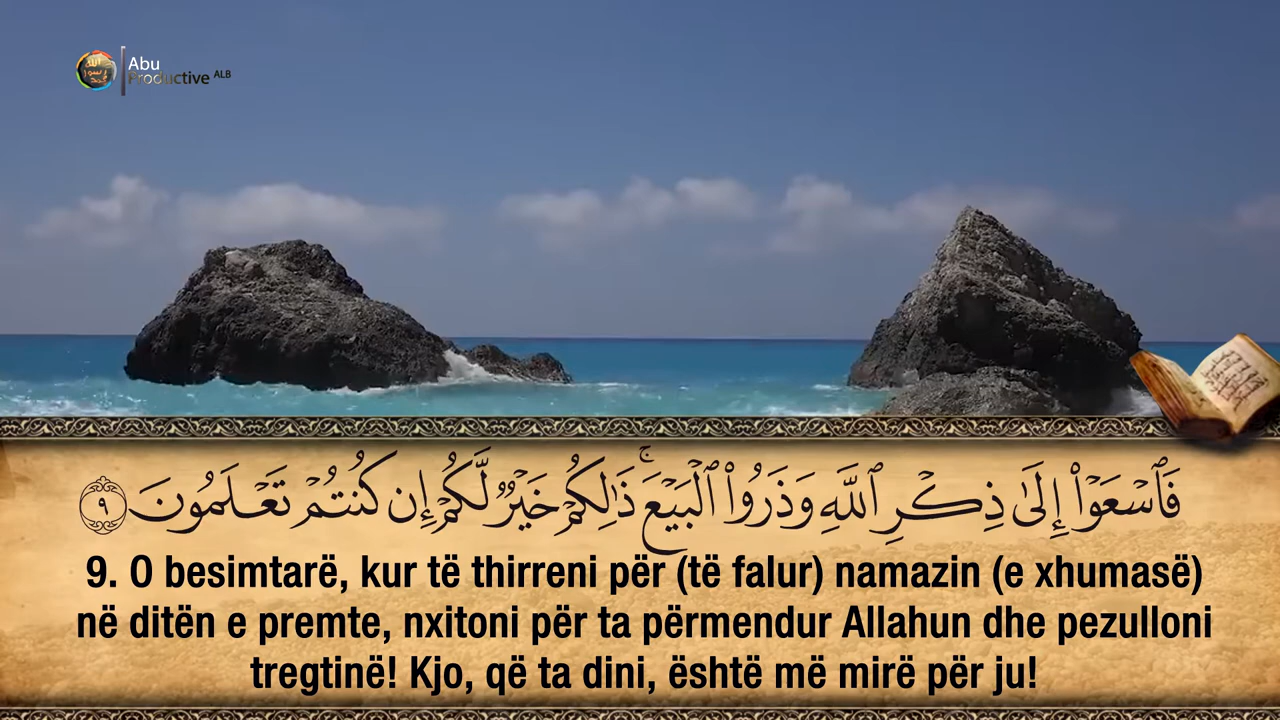 Abu
Productive ALB
فَٱسْعَوْا۟ إِلَىٰ ذِكْرِ ٱللَّهِ وَذَرُوا۟ ٱلْبَيْعَ ۚ ذَٰلِكُمْ خَيْرٌ لَّكُمْ إِن كُنتُمْ تَعْلَمُونَ ٩
9. O besimtarë, kur të thirreni për (të falur) namazin (e xhumasë)
në ditën e premte, nxitoni për ta përmendur Allahun dhe pezulloni
tregtinë! Kjo, që ta dini, është më mirë për ju!